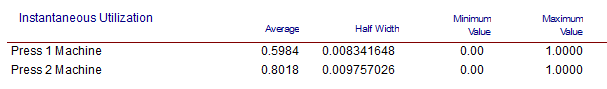 Instantaneous Utilization
Average Half Width Minimum Value Maximum Value
Press 1 Machine 0.5984 0.008341648 0.00 1.0000
Press 2 Machine 0.8018 0.009757026 0.00 1.0000